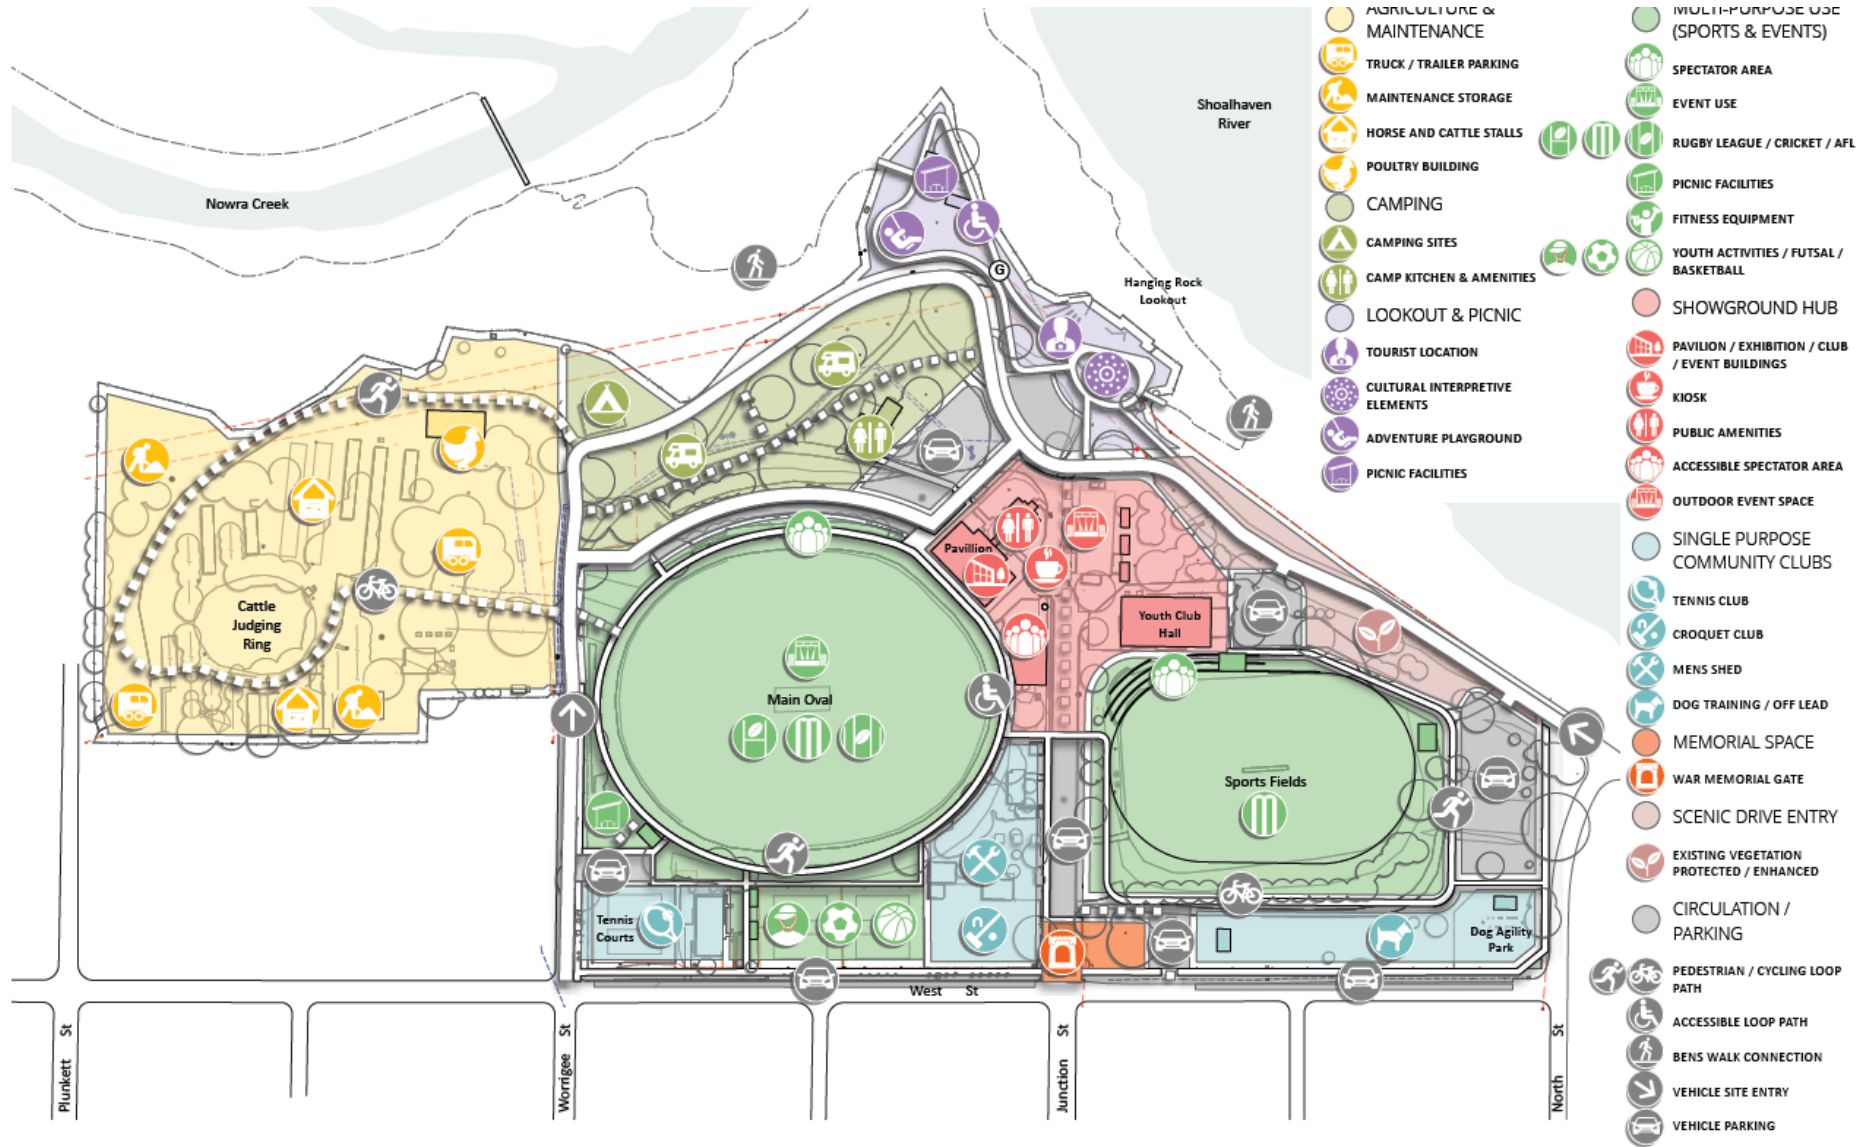 Nowra Creek
Shoalhaven
River
Hanging Rock
Lookout
G
Cattle
Judging
Ring
Pavillion
Youth Club
Hall
Main Oval
Sports Fields
Tennis
Courts
Dog Agility
Park
West St
Plunkett St
Worrigee St
Junction St
North St
AGRICULTURE &
MAINTENANCE
TRUCK / TRAILER PARKING
MAINTENANCE STORAGE
HORSE AND CATTLE STALLS
POULTRY BUILDING
CAMPING
CAMPING SITES
CAMP KITCHEN & AMENITIES
LOOKOUT & PICNIC
TOURIST LOCATION
CULTURAL INTERPRETIVE
ELEMENTS
ADVENTURE PLAYGROUND
PICNIC FACILITIES
MULTI-PURPOSE USE
(SPORTS & EVENTS)
SPECTATOR AREA
EVENT USE
RUGBY LEAGUE / CRICKET / AFL
PICNIC FACILITIES
FITNESS EQUIPMENT
YOUTH ACTIVITIES / FUTSAL /
BASKETBALL
SHOWGROUND HUB
PAVILION / EXHIBITION / CLUB
/ EVENT BUILDINGS
KIOSK
PUBLIC AMENITIES
ACCESSIBLE SPECTATOR AREA
OUTDOOR EVENT SPACE
SINGLE PURPOSE
COMMUNITY CLUBS
TENNIS CLUB
CROQUET CLUB
MENS SHED
DOG TRAINING / OFF LEAD
MEMORIAL SPACE
WAR MEMORIAL GATE
SCENIC DRIVE ENTRY
EXISTING VEGETATION
PROTECTED / ENHANCED
CIRCULATION /
PARKING
PEDESTRIAN / CYCLING LOOP
PATH
ACCESSIBLE LOOP PATH
BENS WALK CONNECTION
VEHICLE SITE ENTRY
VEHICLE PARKING